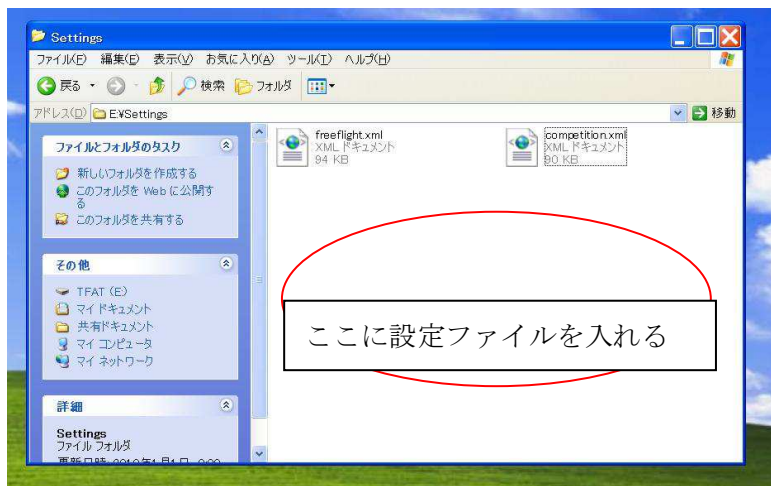 Settings
ファイル(F) 編集(E) 表示(V) お気に入り(A) ツール(T) ヘルプ(H)
戻る 検索 フォルダ
アドレス(D) E:¥Settings 移動
ファイルとフォルダのタスク
新しいフォルダを作成する
このフォルダを Web に公開す
る
このフォルダを共有する
その他
TFAT (E)
マイ ドキュメント
共有ドキュメント
マイ コンピュータ
マイ ネットワーク
詳細
Settings
ファイル フォルダ
freeflight.xml
XML ドキュメント
94 KB
competition.xml
XML ドキュメント
90 KB
ここに設定ファイルを入れる